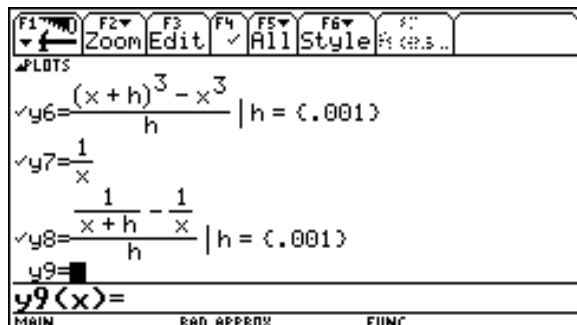 F1 F2 F3 F4 F5 F6
Zoom Edit ✓ All Style
PLOTS
✓y6=((x + h)^3 - x^3)/h | h = {.001}
✓y7=1/x
✓y8=(1/(x + h) - 1/x)/h | h = {.001}
y9=
y9(x)=
MAIN RAD APPROX FUNC